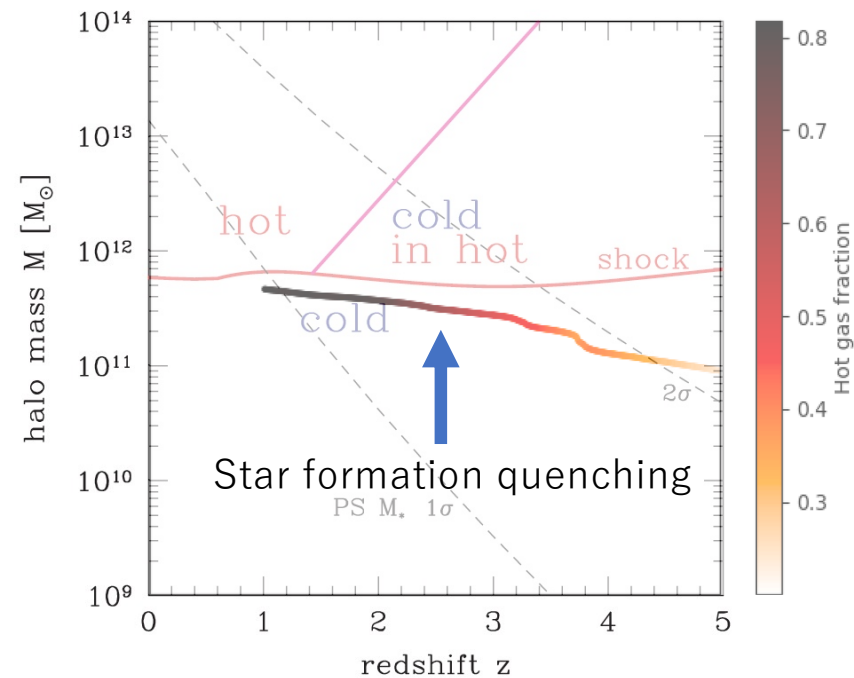 halo mass M [M⊙]
10¹⁴
10¹³
10¹²
10¹¹
10¹⁰
10⁹
hot
cold
in hot
shock
cold
2σ
Star formation quenching
PS M* 1σ
0 1 2 3 4 5
redshift z
0.8
0.7
0.6
0.5
0.4
0.3
Hot gas fraction